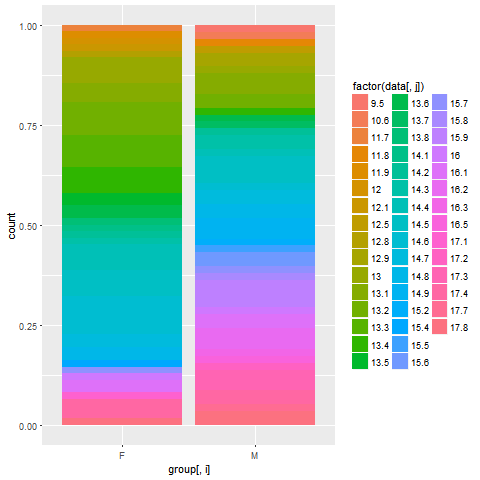 1.00
0.75
0.50
0.25
0.00
count
F
M
group[, i]
factor(data[, j])
9.5 13.6 15.7
10.6 13.7 15.8
11.7 13.8 15.9
11.8 14.1 16
11.9 14.2 16.1
12 14.3 16.2
12.1 14.4 16.3
12.5 14.5 16.5
12.8 14.6 17.1
12.9 14.7 17.2
13 14.8 17.3
13.1 14.9 17.4
13.2 15.2 17.7
13.3 15.4 17.8
13.4 15.5
13.5 15.6